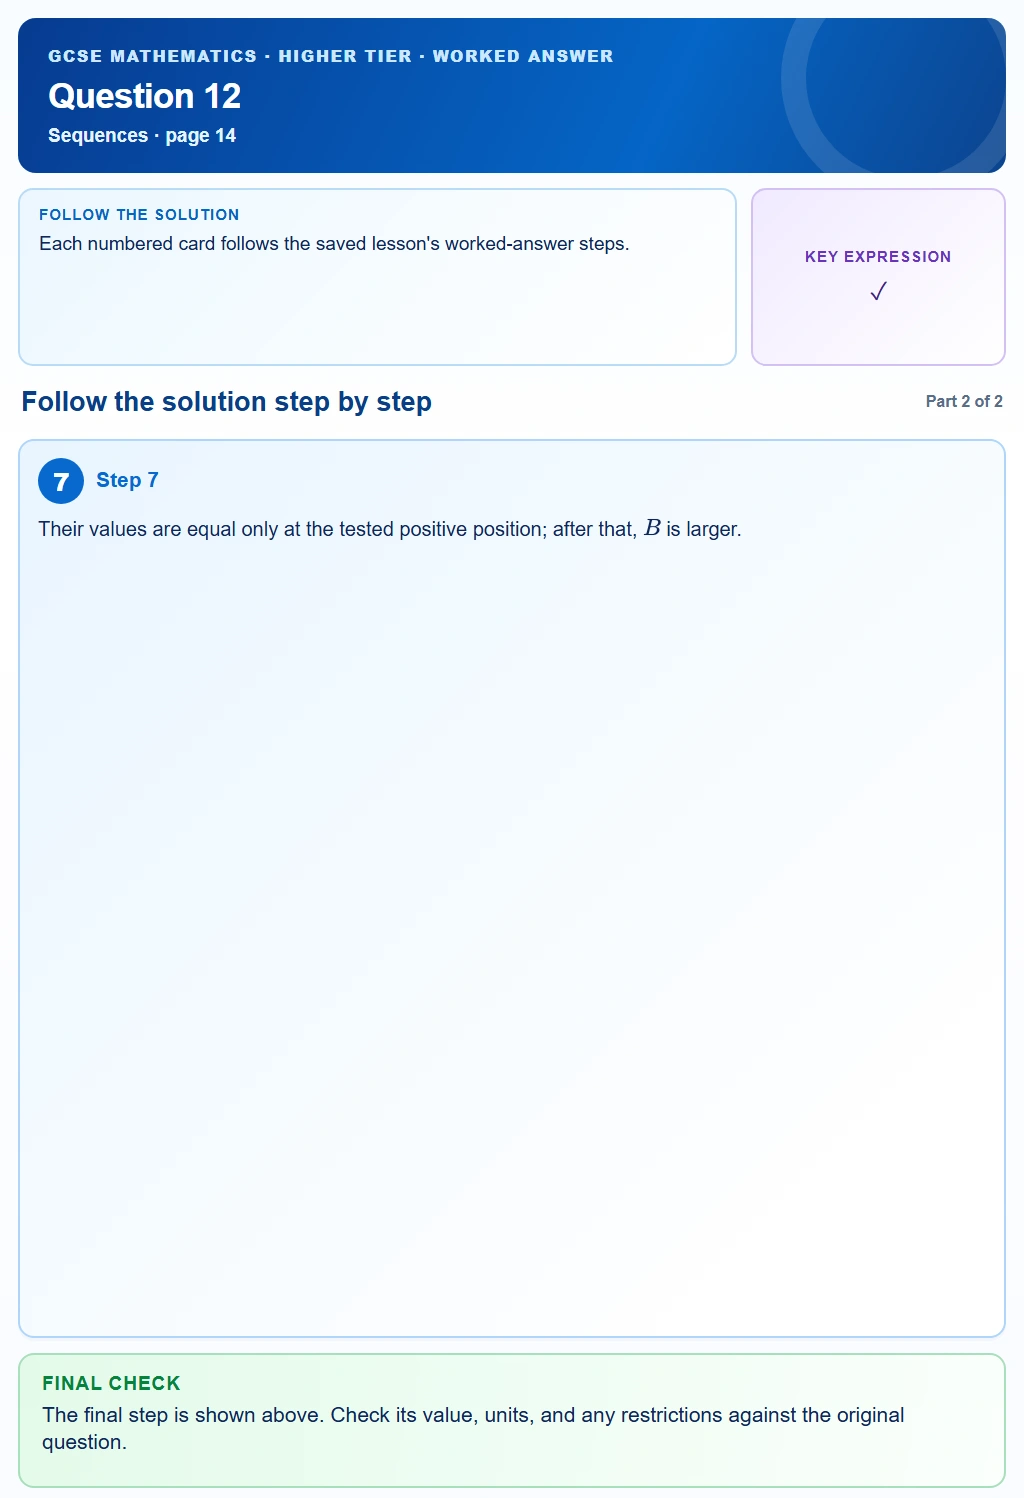 GCSE MATHEMATICS · HIGHER TIER · WORKED ANSWER
Question 12
Sequences · page 14
FOLLOW THE SOLUTION
Each numbered card follows the saved lesson's worked-answer steps.
KEY EXPRESSION
✓
Follow the solution step by step
Part 2 of 2
7 Step 7
Their values are equal only at the tested positive position; after that, B is larger.
FINAL CHECK
The final step is shown above. Check its value, units, and any restrictions against the original
question.